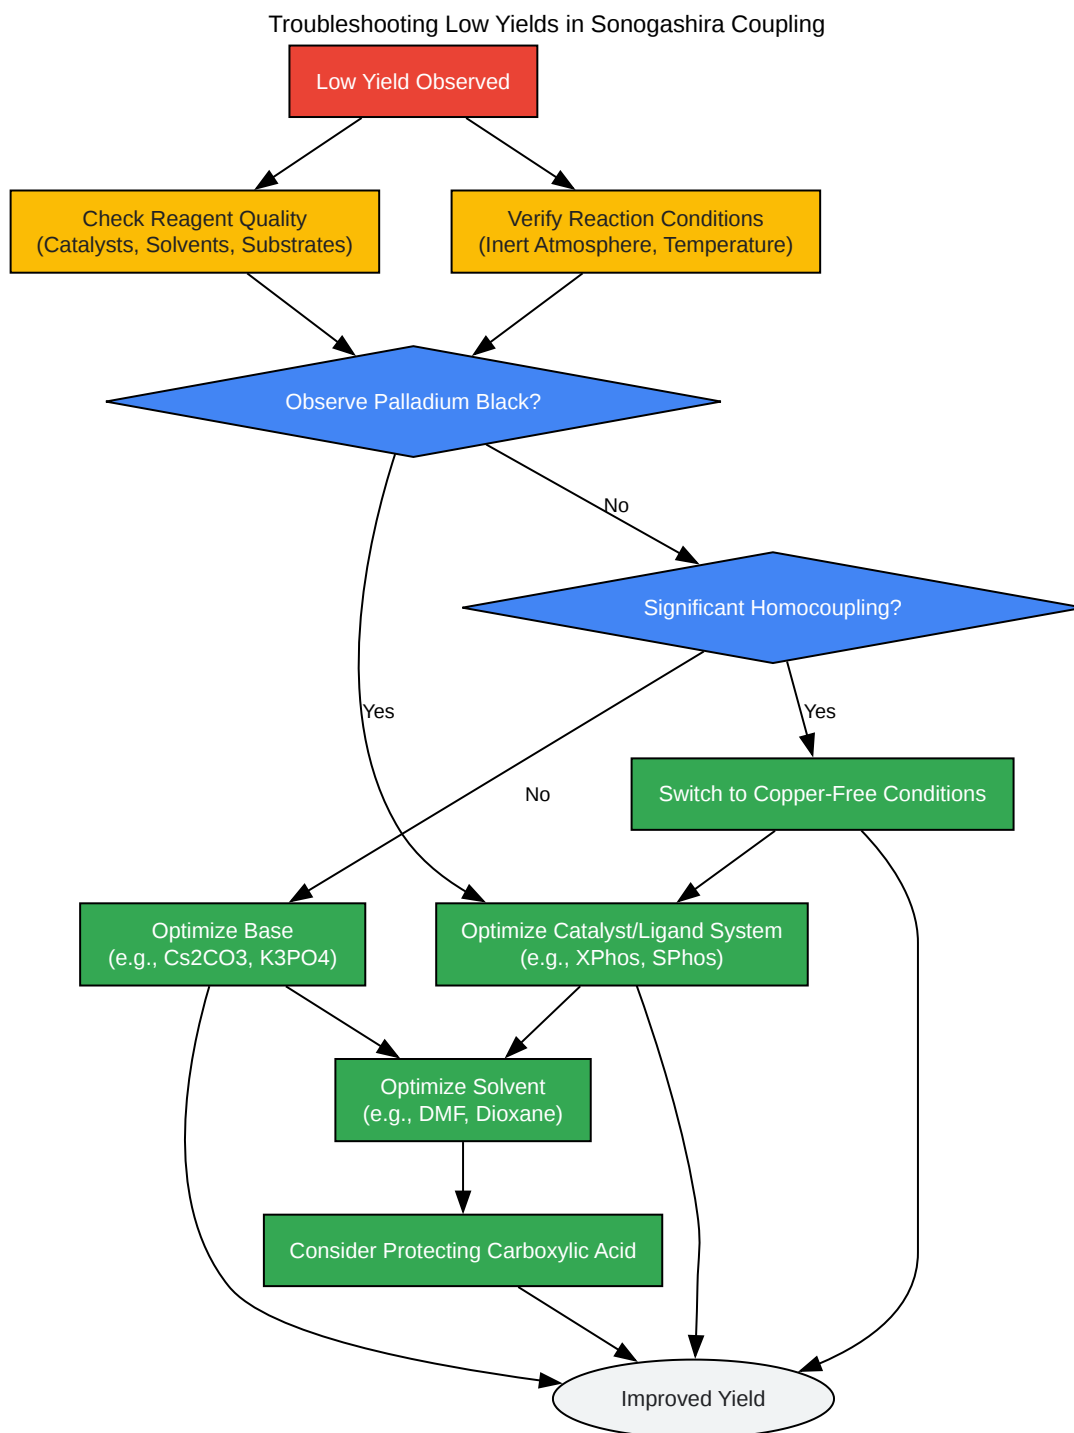 Troubleshooting Low Yields in Sonogashira Coupling
Low Yield Observed
Check Reagent Quality
(Catalysts, Solvents, Substrates)
Verify Reaction Conditions
(Inert Atmosphere, Temperature)
Observe Palladium Black?
No
Significant Homocoupling?
Yes
Yes
No
Switch to Copper-Free Conditions
Optimize Base
(e.g., Cs2CO3, K3PO4)
Optimize Catalyst/Ligand System
(e.g., XPhos, SPhos)
Optimize Solvent
(e.g., DMF, Dioxane)
Consider Protecting Carboxylic Acid
Improved Yield